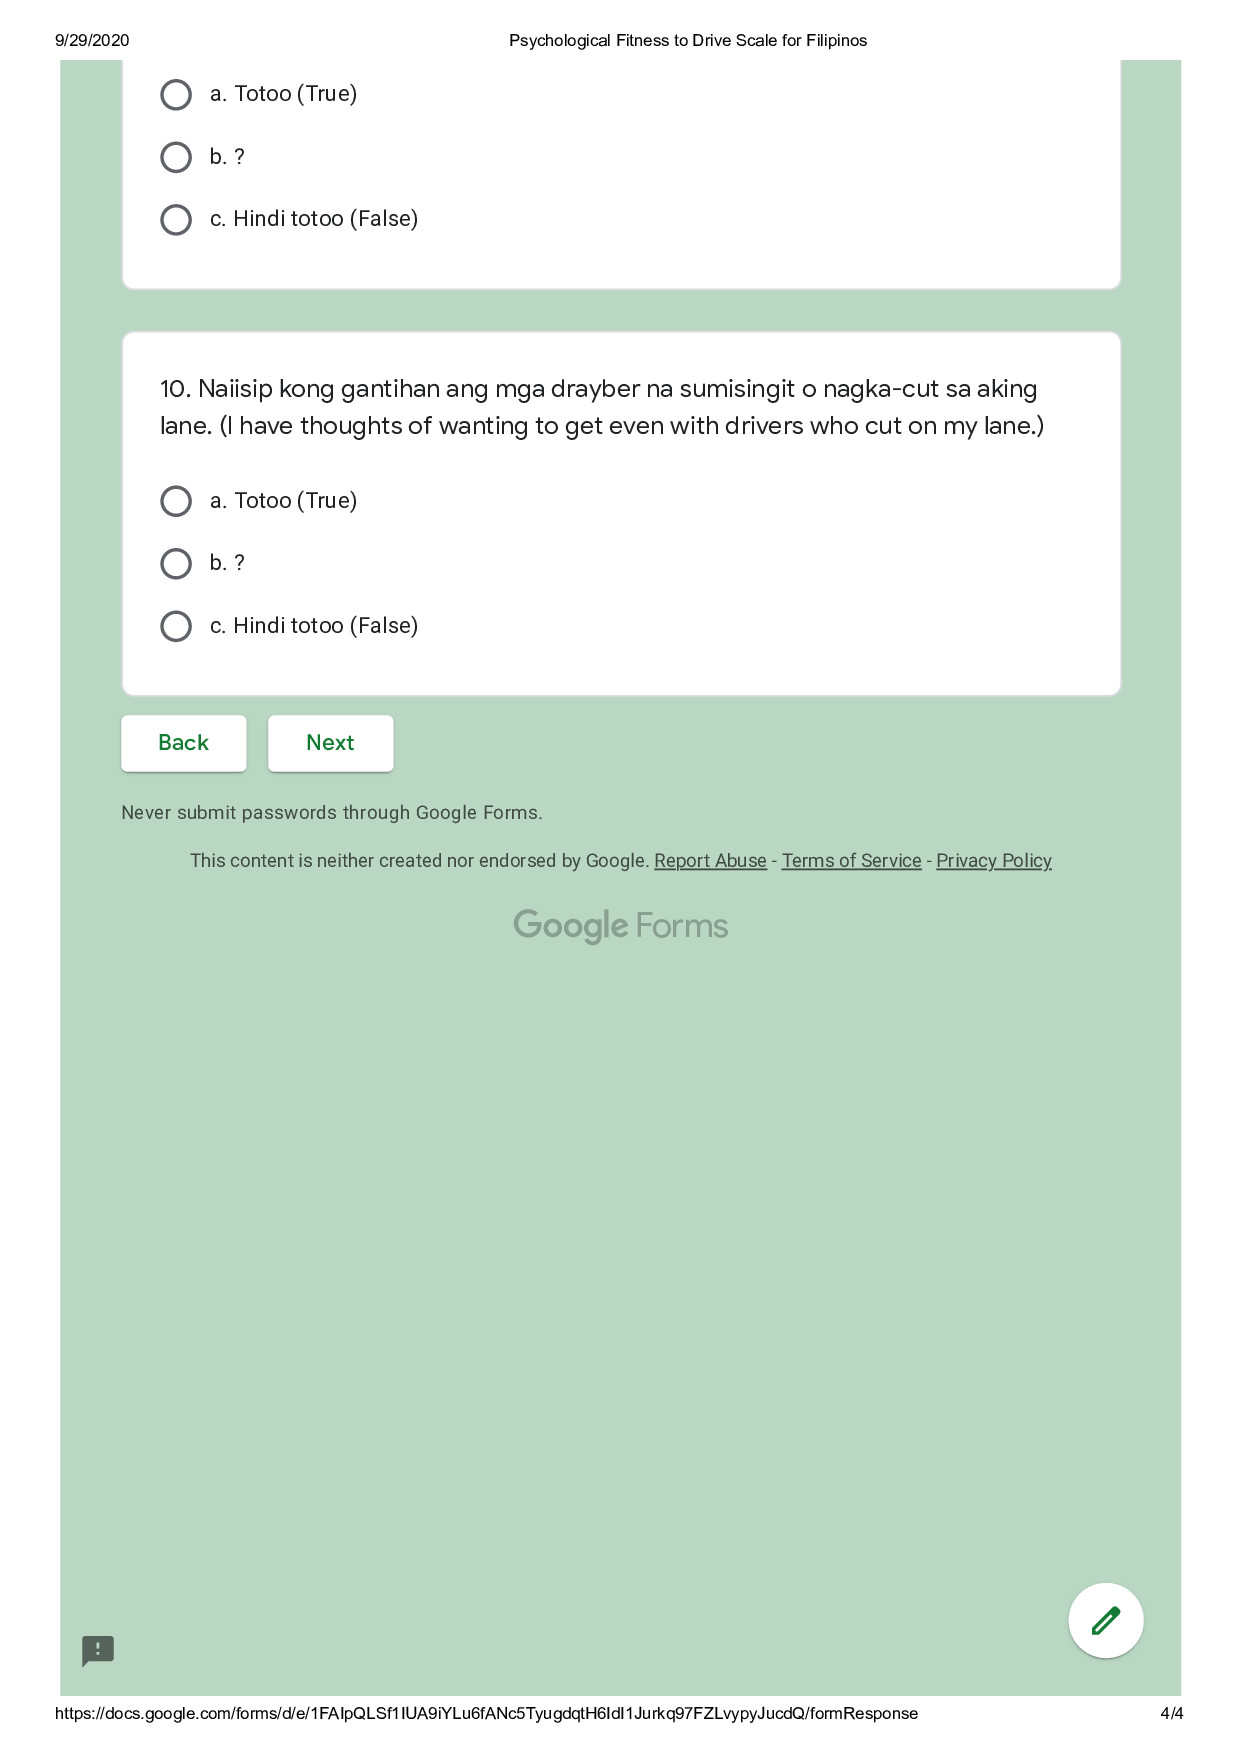 9/29/2020 Psychological Fitness to Drive Scale for Filipinos
a. Totoo (True)
b. ?
c. Hindi totoo (False)
10. Naiisip kong gantihan ang mga drayber na sumisingit o nagka-cut sa aking
lane. (I have thoughts of wanting to get even with drivers who cut on my lane.)
a. Totoo (True)
b. ?
c. Hindi totoo (False)
Back Next
Never submit passwords through Google Forms.
This content is neither created nor endorsed by Google. Report Abuse - Terms of Service - Privacy Policy
Google Forms
https://docs.google.com/forms/d/e/1FAIpQLSf1IUA9iYLu6fANc5TyugdqtH6IdI1Jurkq97FZLvypyJucdQ/formResponse 4/4